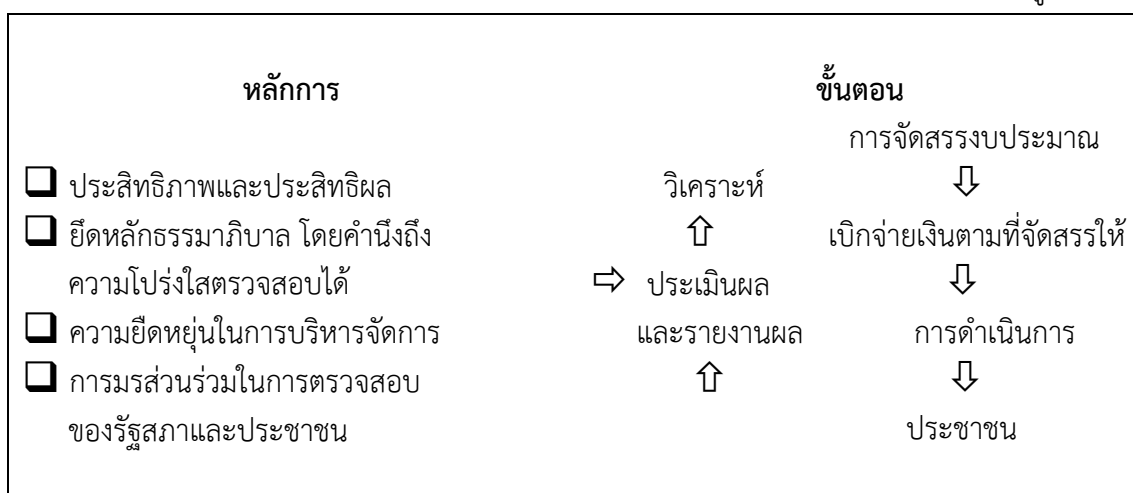 หลักการ
ประสิทธิภาพและประสิทธิผล
ยึดหลักธรรมาภิบาล โดยคำนึงถึง
ความโปร่งใสตรวจสอบได้
ความยืดหยุ่นในการบริหารจัดการ
การมรส่วนร่วมในการตรวจสอบ
ของรัฐสภาและประชาชน
ขั้นตอน
การจัดสรรงบประมาณ
เบิกจ่ายเงินตามที่จัดสรรให้
การดำเนินการ
ประชาชน
วิเคราะห์
ประเมินผล
และรายงานผล